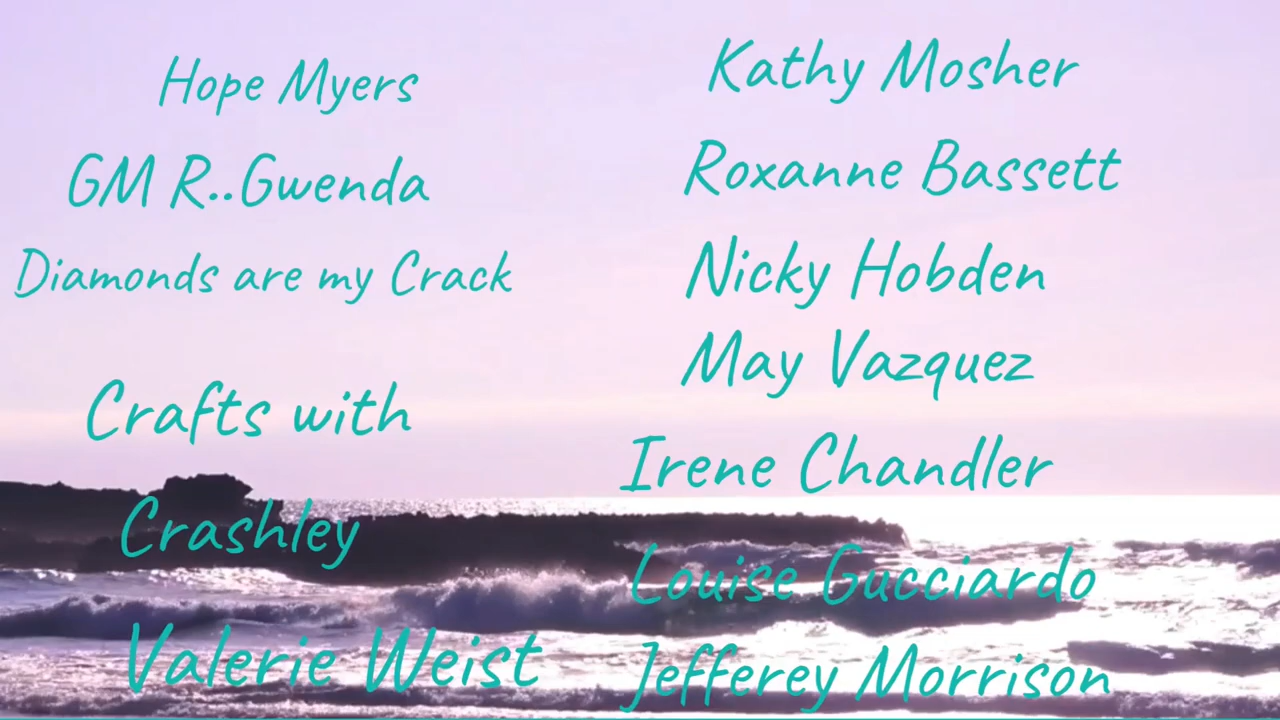 Hope Myers
GM R..Gwenda
Diamonds are my Crack
Crafts with
Crashley
Valerie Weist
Kathy Mosher
Roxanne Bassett
Nicky Hobden
May Vazquez
Irene Chandler
Louise Gucciardo
Jefferey Morrison